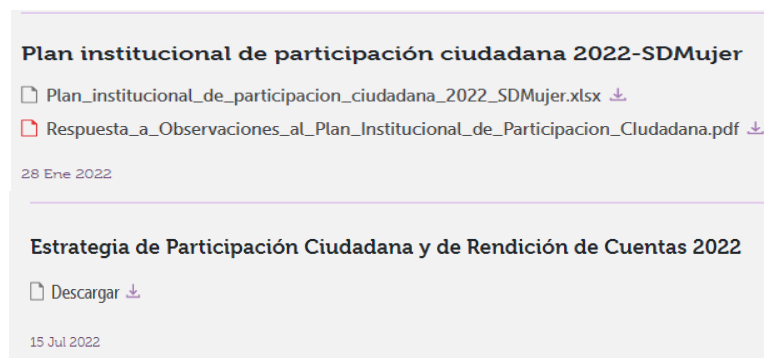 Plan institucional de participación ciudadana 2022-SDMujer
Plan_institucional_de_participacion_ciudadana_2022_SDMujer.xlsx
Respuesta_a_Observaciones_al_Plan_Institucional_de_Participacion_CIudadana.pdf
28 Ene 2022
Estrategia de Participación Ciudadana y de Rendición de Cuentas 2022
Descargar
15 Jul 2022